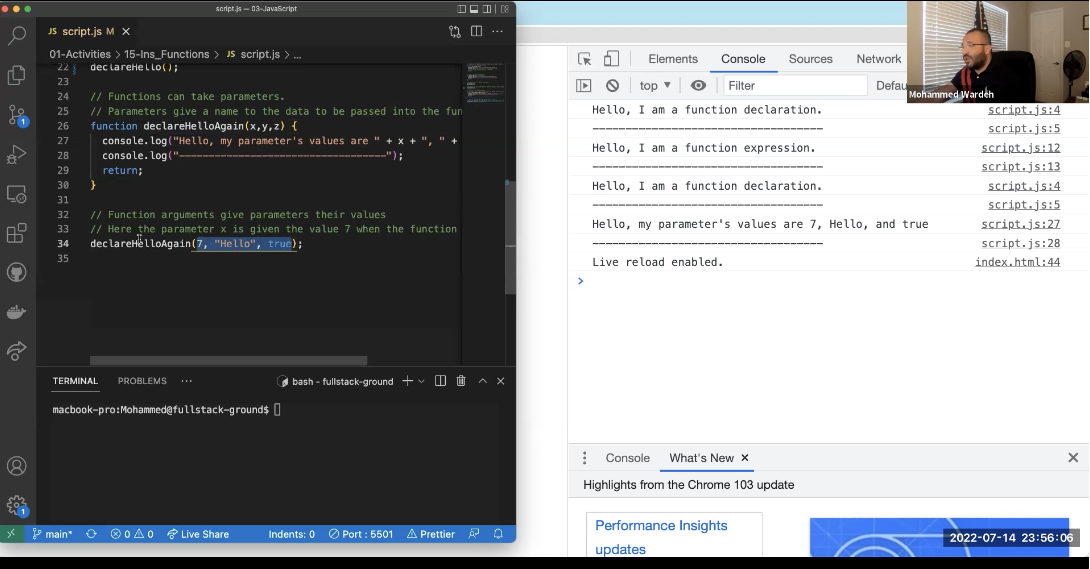 script.js — 03-JavaScript
JS script.js M
01-Activities > 15-Ins_Functions > JS script.js > ...
22 declareHello();
23
24 // Functions can take parameters.
25 // Parameters give a name to the data to be passed into the fun
26 function declareHelloAgain(x,y,z) {
27 console.log("Hello, my parameter's values are " + x + ", " +
28 console.log("-----------------------------------");
29 return;
30 }
31
32 // Function arguments give parameters their values
33 // Here the parameter x is given the value 7 when the function
34 declareHelloAgain(7, "Hello", true);
35
1
1
TERMINAL PROBLEMS ...
bash - fullstack-ground
macbook-pro:Mohammed@fullstack-ground$
main* 0 0 Live Share Indents: 0 Port : 5501 Prettier
Elements Console Sources Network
top Filter Defau
Mohammed Wardeh
Hello, I am a function declaration. script.js:4
----------------------------------- script.js:5
Hello, I am a function expression. script.js:12
----------------------------------- script.js:13
Hello, I am a function declaration. script.js:4
----------------------------------- script.js:5
Hello, my parameter's values are 7, Hello, and true script.js:27
----------------------------------- script.js:28
Live reload enabled. index.html:44
>
Console What's New
Highlights from the Chrome 103 update
Performance Insights
updates
2022-07-14 23:56:06